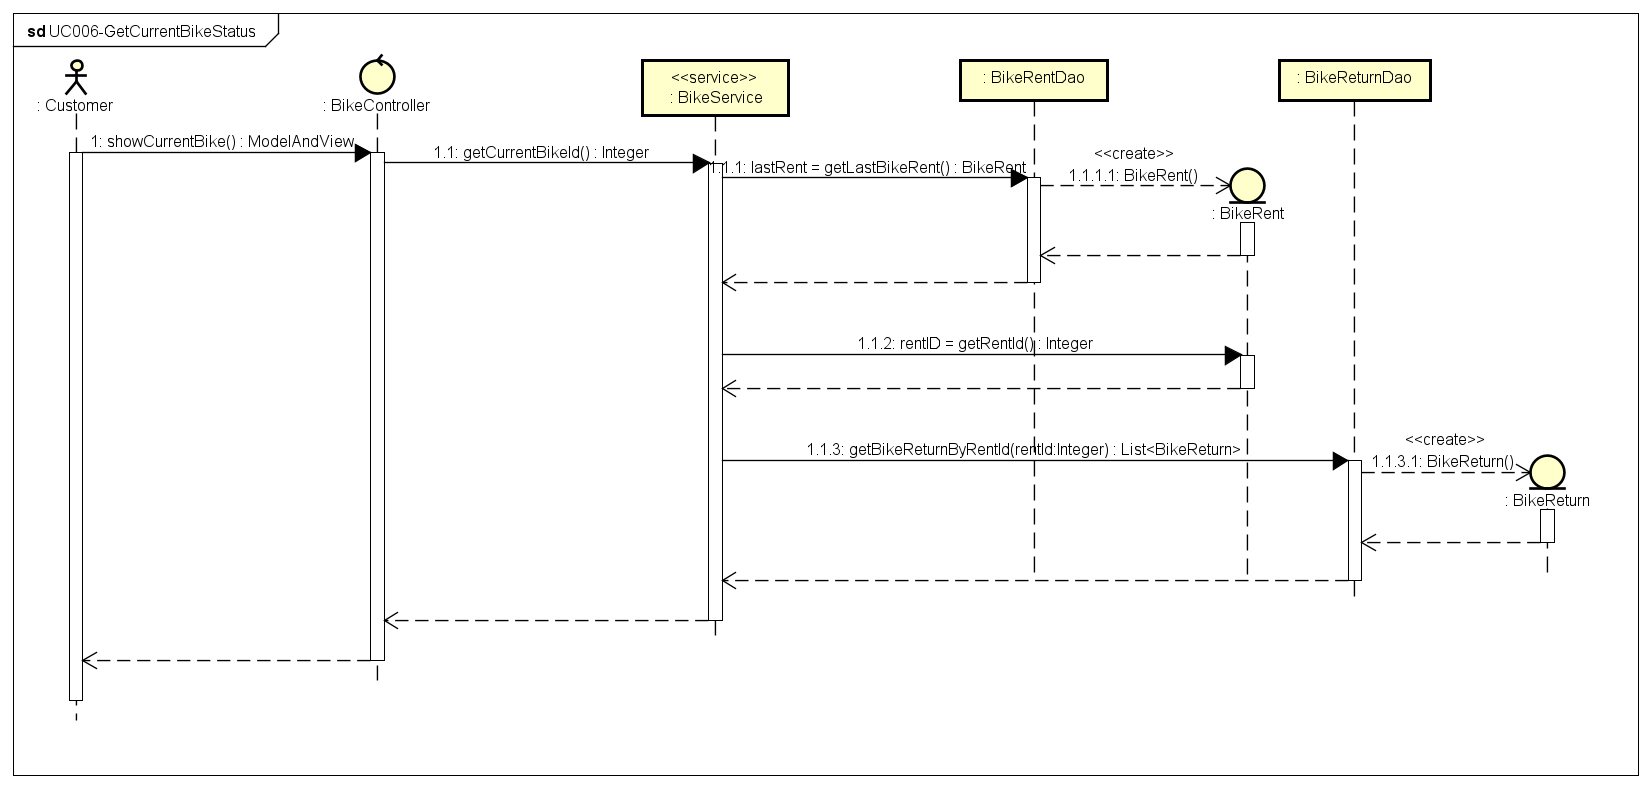 sd UC006-GetCurrentBikeStatus
: Customer
: BikeController
<<service>>
: BikeService
: BikeRentDao
: BikeReturnDao
1: showCurrentBike() : ModelAndView
1.1: getCurrentBikeId() : Integer
1.1.1: lastRent = getLastBikeRent() : BikeRent
<<create>>
1.1.1.1: BikeRent()
: BikeRent
1.1.2: rentID = getRentId() : Integer
1.1.3: getBikeReturnByRentId(rentId:Integer) : List<BikeReturn>
<<create>>
1.1.3.1: BikeReturn()
: BikeReturn